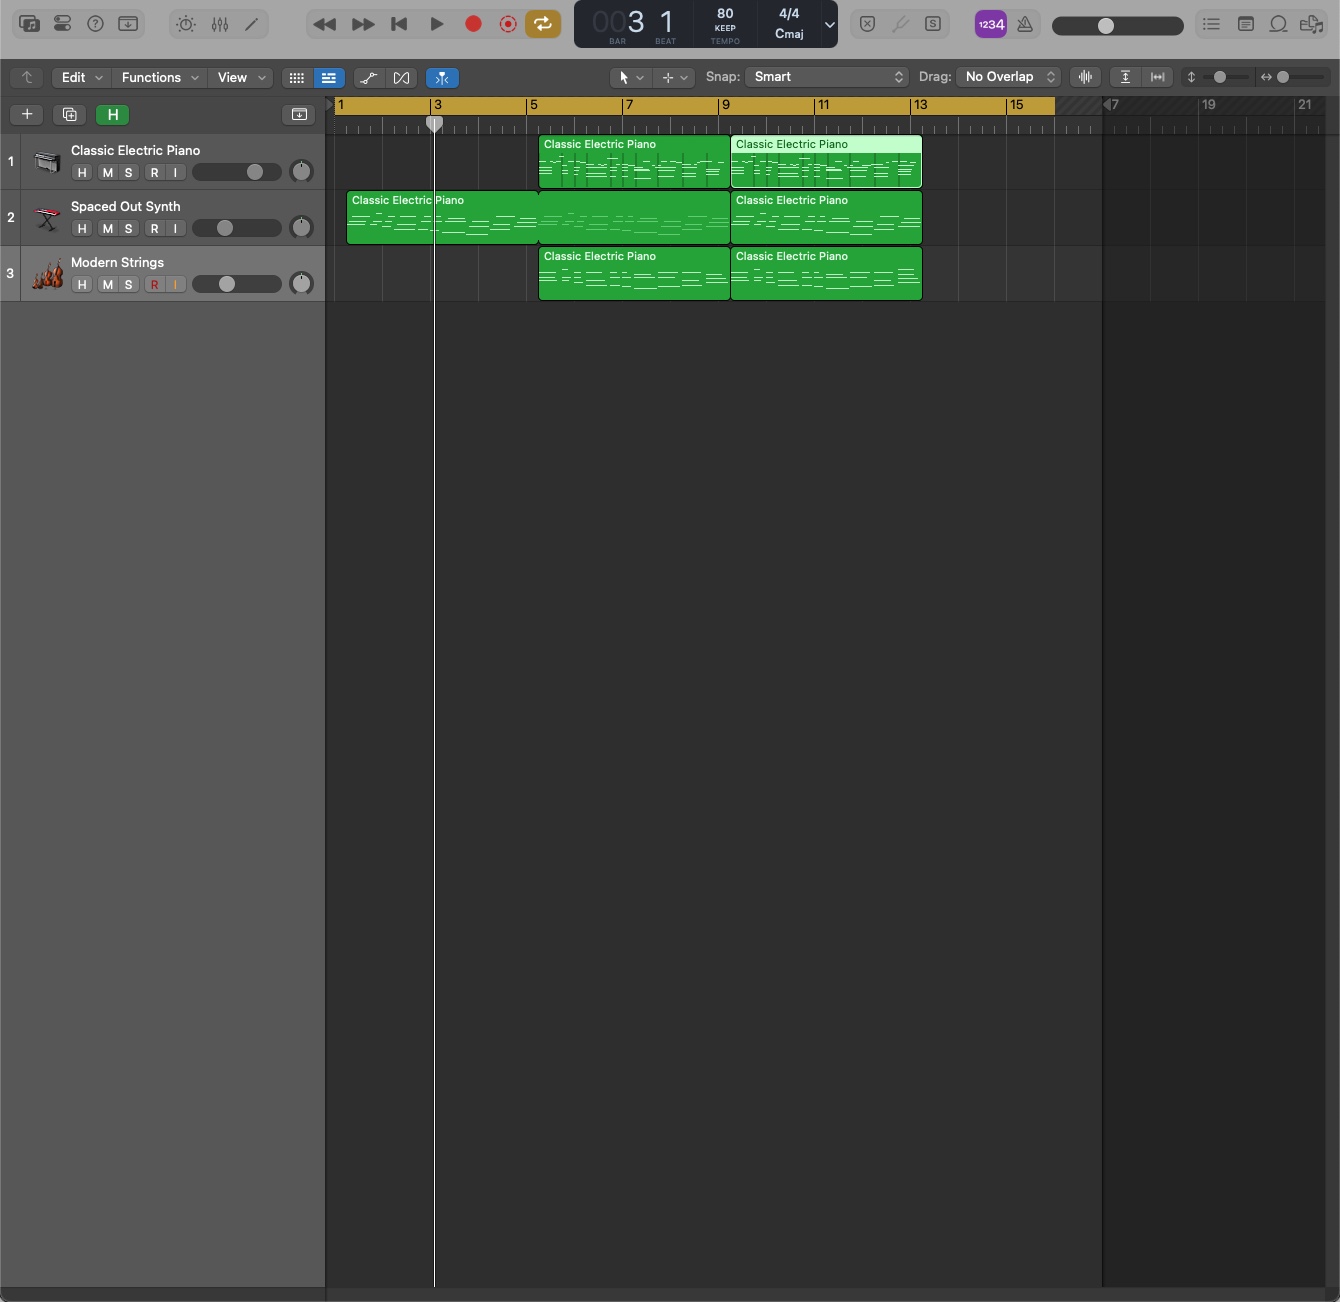 003 1
BAR BEAT
80
KEEP
TEMPO
4/4
Cmaj
S
1234
Edit Functions View
Snap: Smart
Drag: No Overlap
H
1 3 5 7 9 11 13 15 17 19 21
1 Classic Electric Piano
H M S R I
Classic Electric Piano
Classic Electric Piano
2 Spaced Out Synth
H M S R I
Classic Electric Piano
Classic Electric Piano
3 Modern Strings
H M S R I
Classic Electric Piano
Classic Electric Piano